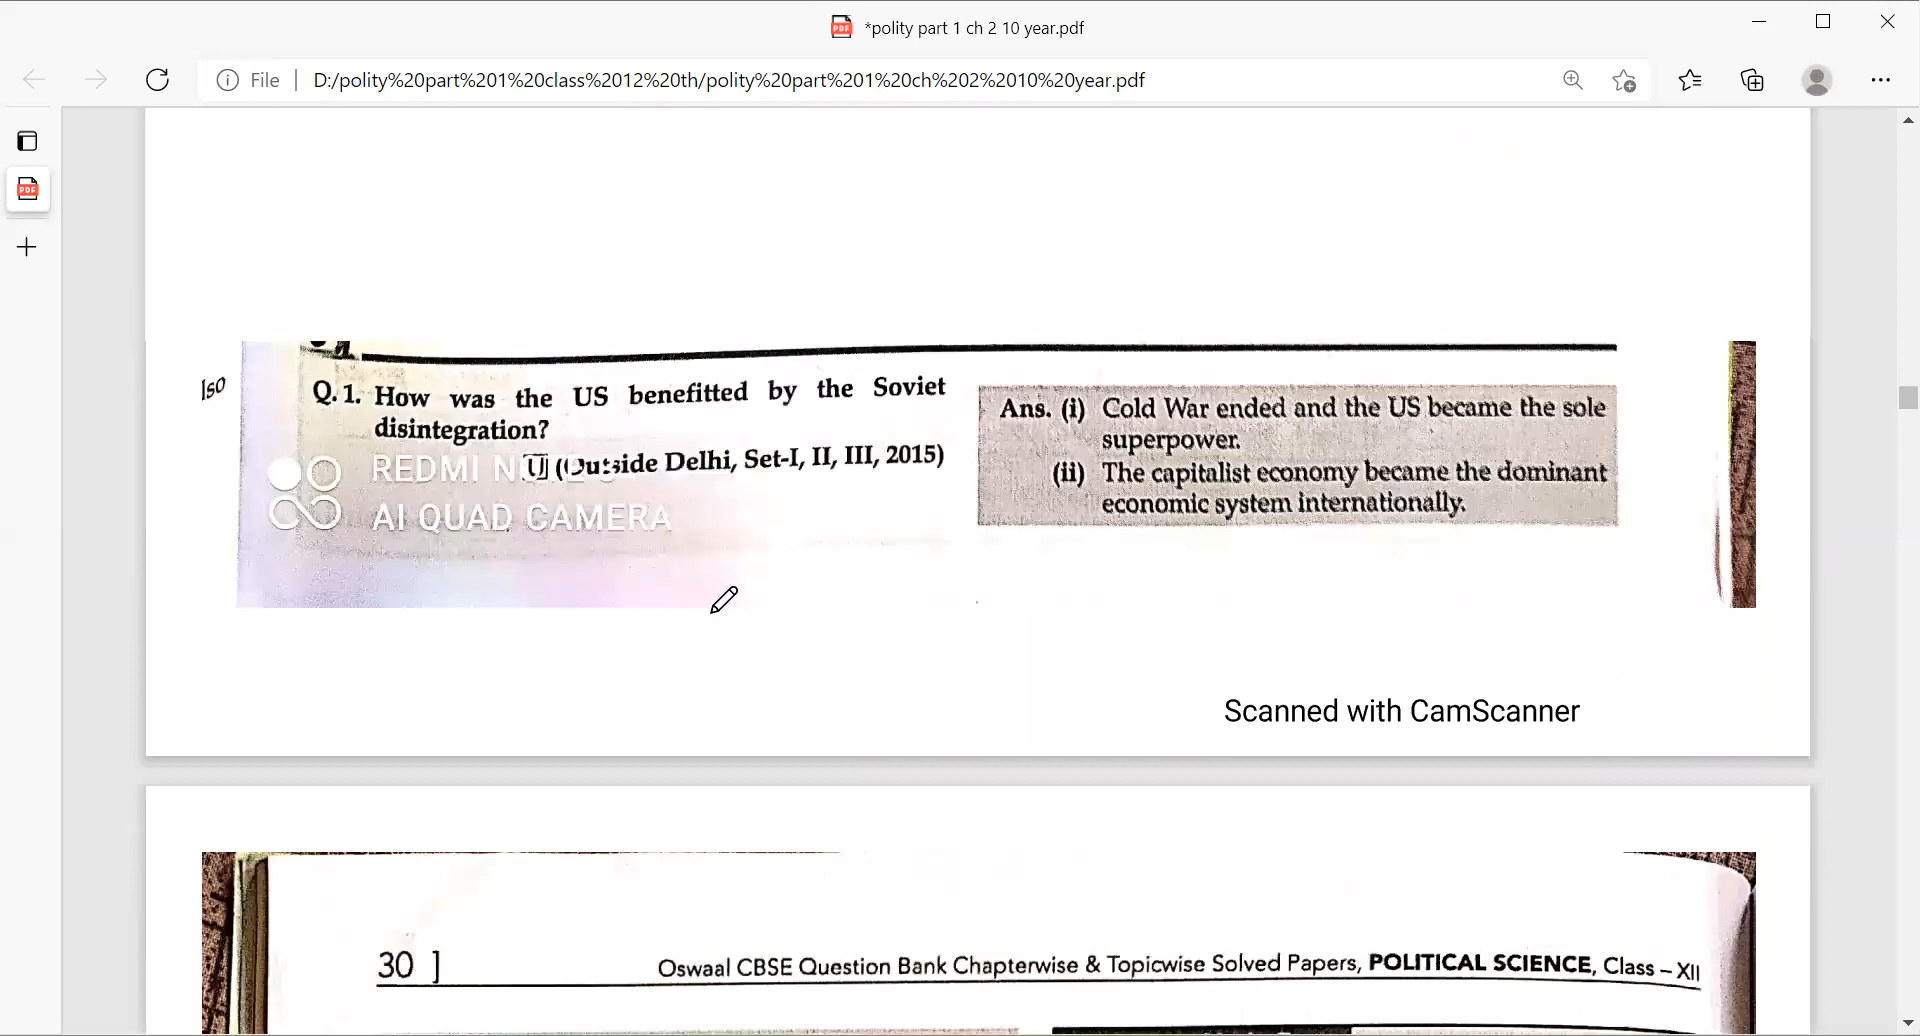 *polity part 1 ch 2 10 year.pdf
File
D:/polity%20part%201%20class%2012%20th/polity%20part%201%20ch%202%2010%20year.pdf
PDF
Q. 1. How was the US benefitted by the Soviet
disintegration?
U (Outside Delhi, Set-I, II, III, 2015)
REDMI N
AI QUAD CAMERA
Ans. (i) Cold War ended and the US became the sole
superpower.
(ii) The capitalist economy became the dominant
economic system internationally.
Scanned with CamScanner
30 ]
Oswaal CBSE Question Bank Chapterwise & Topicwise Solved Papers, POLITICAL SCIENCE, Class – XII